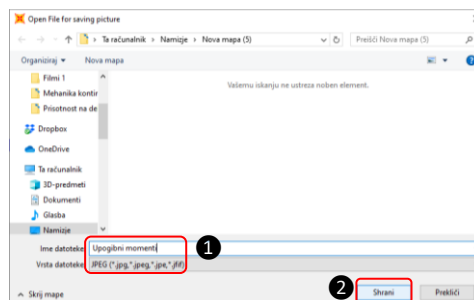 Open File for saving picture
Ta računalnik > Namizje > Nova mapa (5)
Preišči Nova mapa (5)
Organiziraj
Nova mapa
Filmi 1
Mehanika kontir
Prisotnost na de
Dropbox
OneDrive
Ta računalnik
3D-predmeti
Dokumenti
Glasba
Namizje
Vašemu iskanju ne ustreza noben element.
Ime datoteke:
Upogibni momenti
1
Vrsta datoteke:
JPEG (*.jpg,*.jpeg,*.jpe,*.jfif)
2
Skrij mape
Shrani
Prekliči